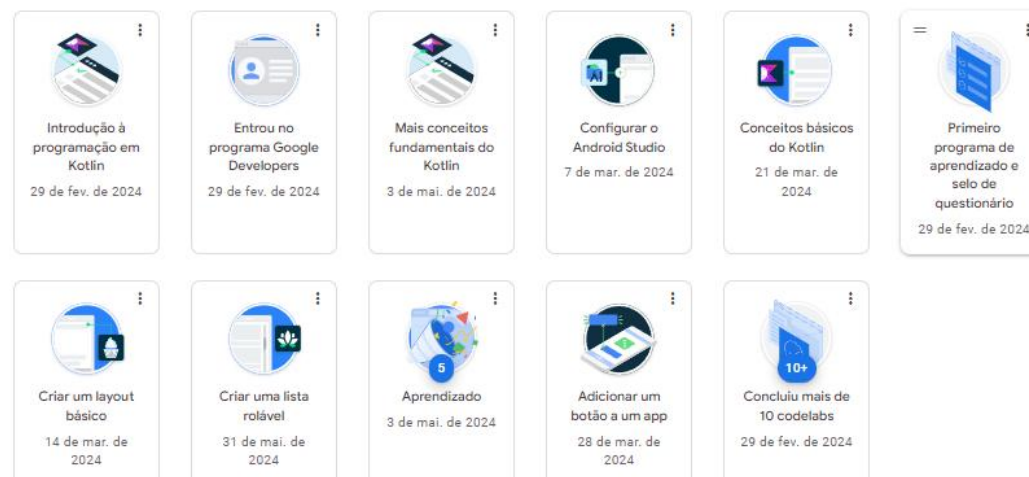 Introdução à
programação em
Kotlin
29 de fev. de 2024
Entrou no
programa Google
Developers
29 de fev. de 2024
Mais conceitos
fundamentais do
Kotlin
3 de mai. de 2024
Configurar o
Android Studio
7 de mar. de 2024
Conceitos básicos
do Kotlin
21 de mar. de
2024
Primeiro
programa de
aprendizado e
selo de
questionário
29 de fev. de 2024
Criar um layout
básico
14 de mar. de
2024
Criar uma lista
rolável
31 de mai. de
2024
5
Aprendizado
3 de mai. de 2024
Adicionar um
botão a um app
28 de mar. de
2024
10+
Concluiu mais de
10 codelabs
29 de fev. de 2024